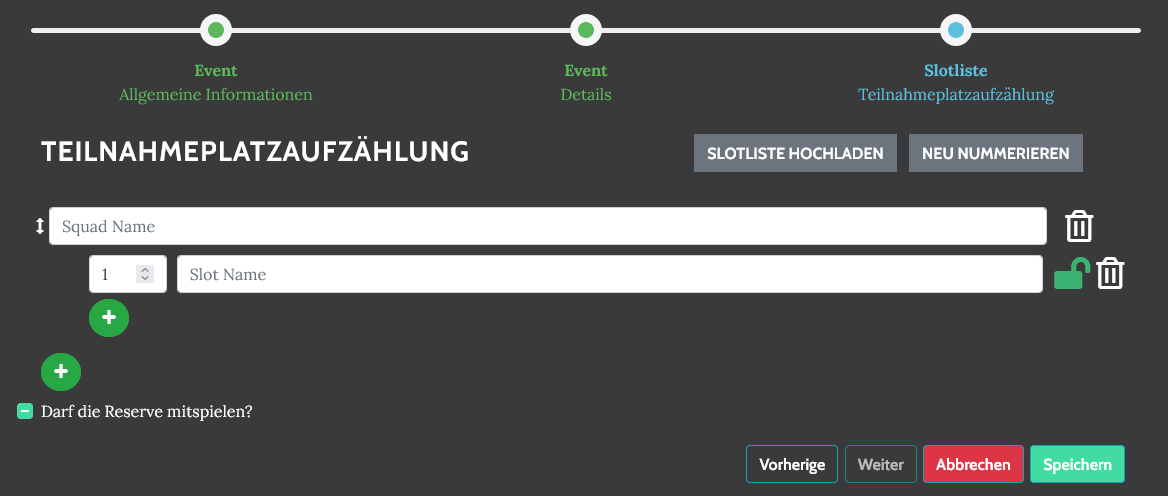 Event
Allgemeine Informationen
Event
Details
Slotliste
Teilnahmeplatzaufzählung
TEILNAHMEPLATZAUFZÄHLUNG
SLOTLISTE HOCHLADEN
NEU NUMMERIEREN
Squad Name
1
Slot Name
Darf die Reserve mitspielen?
Vorherige
Weiter
Abbrechen
Speichern